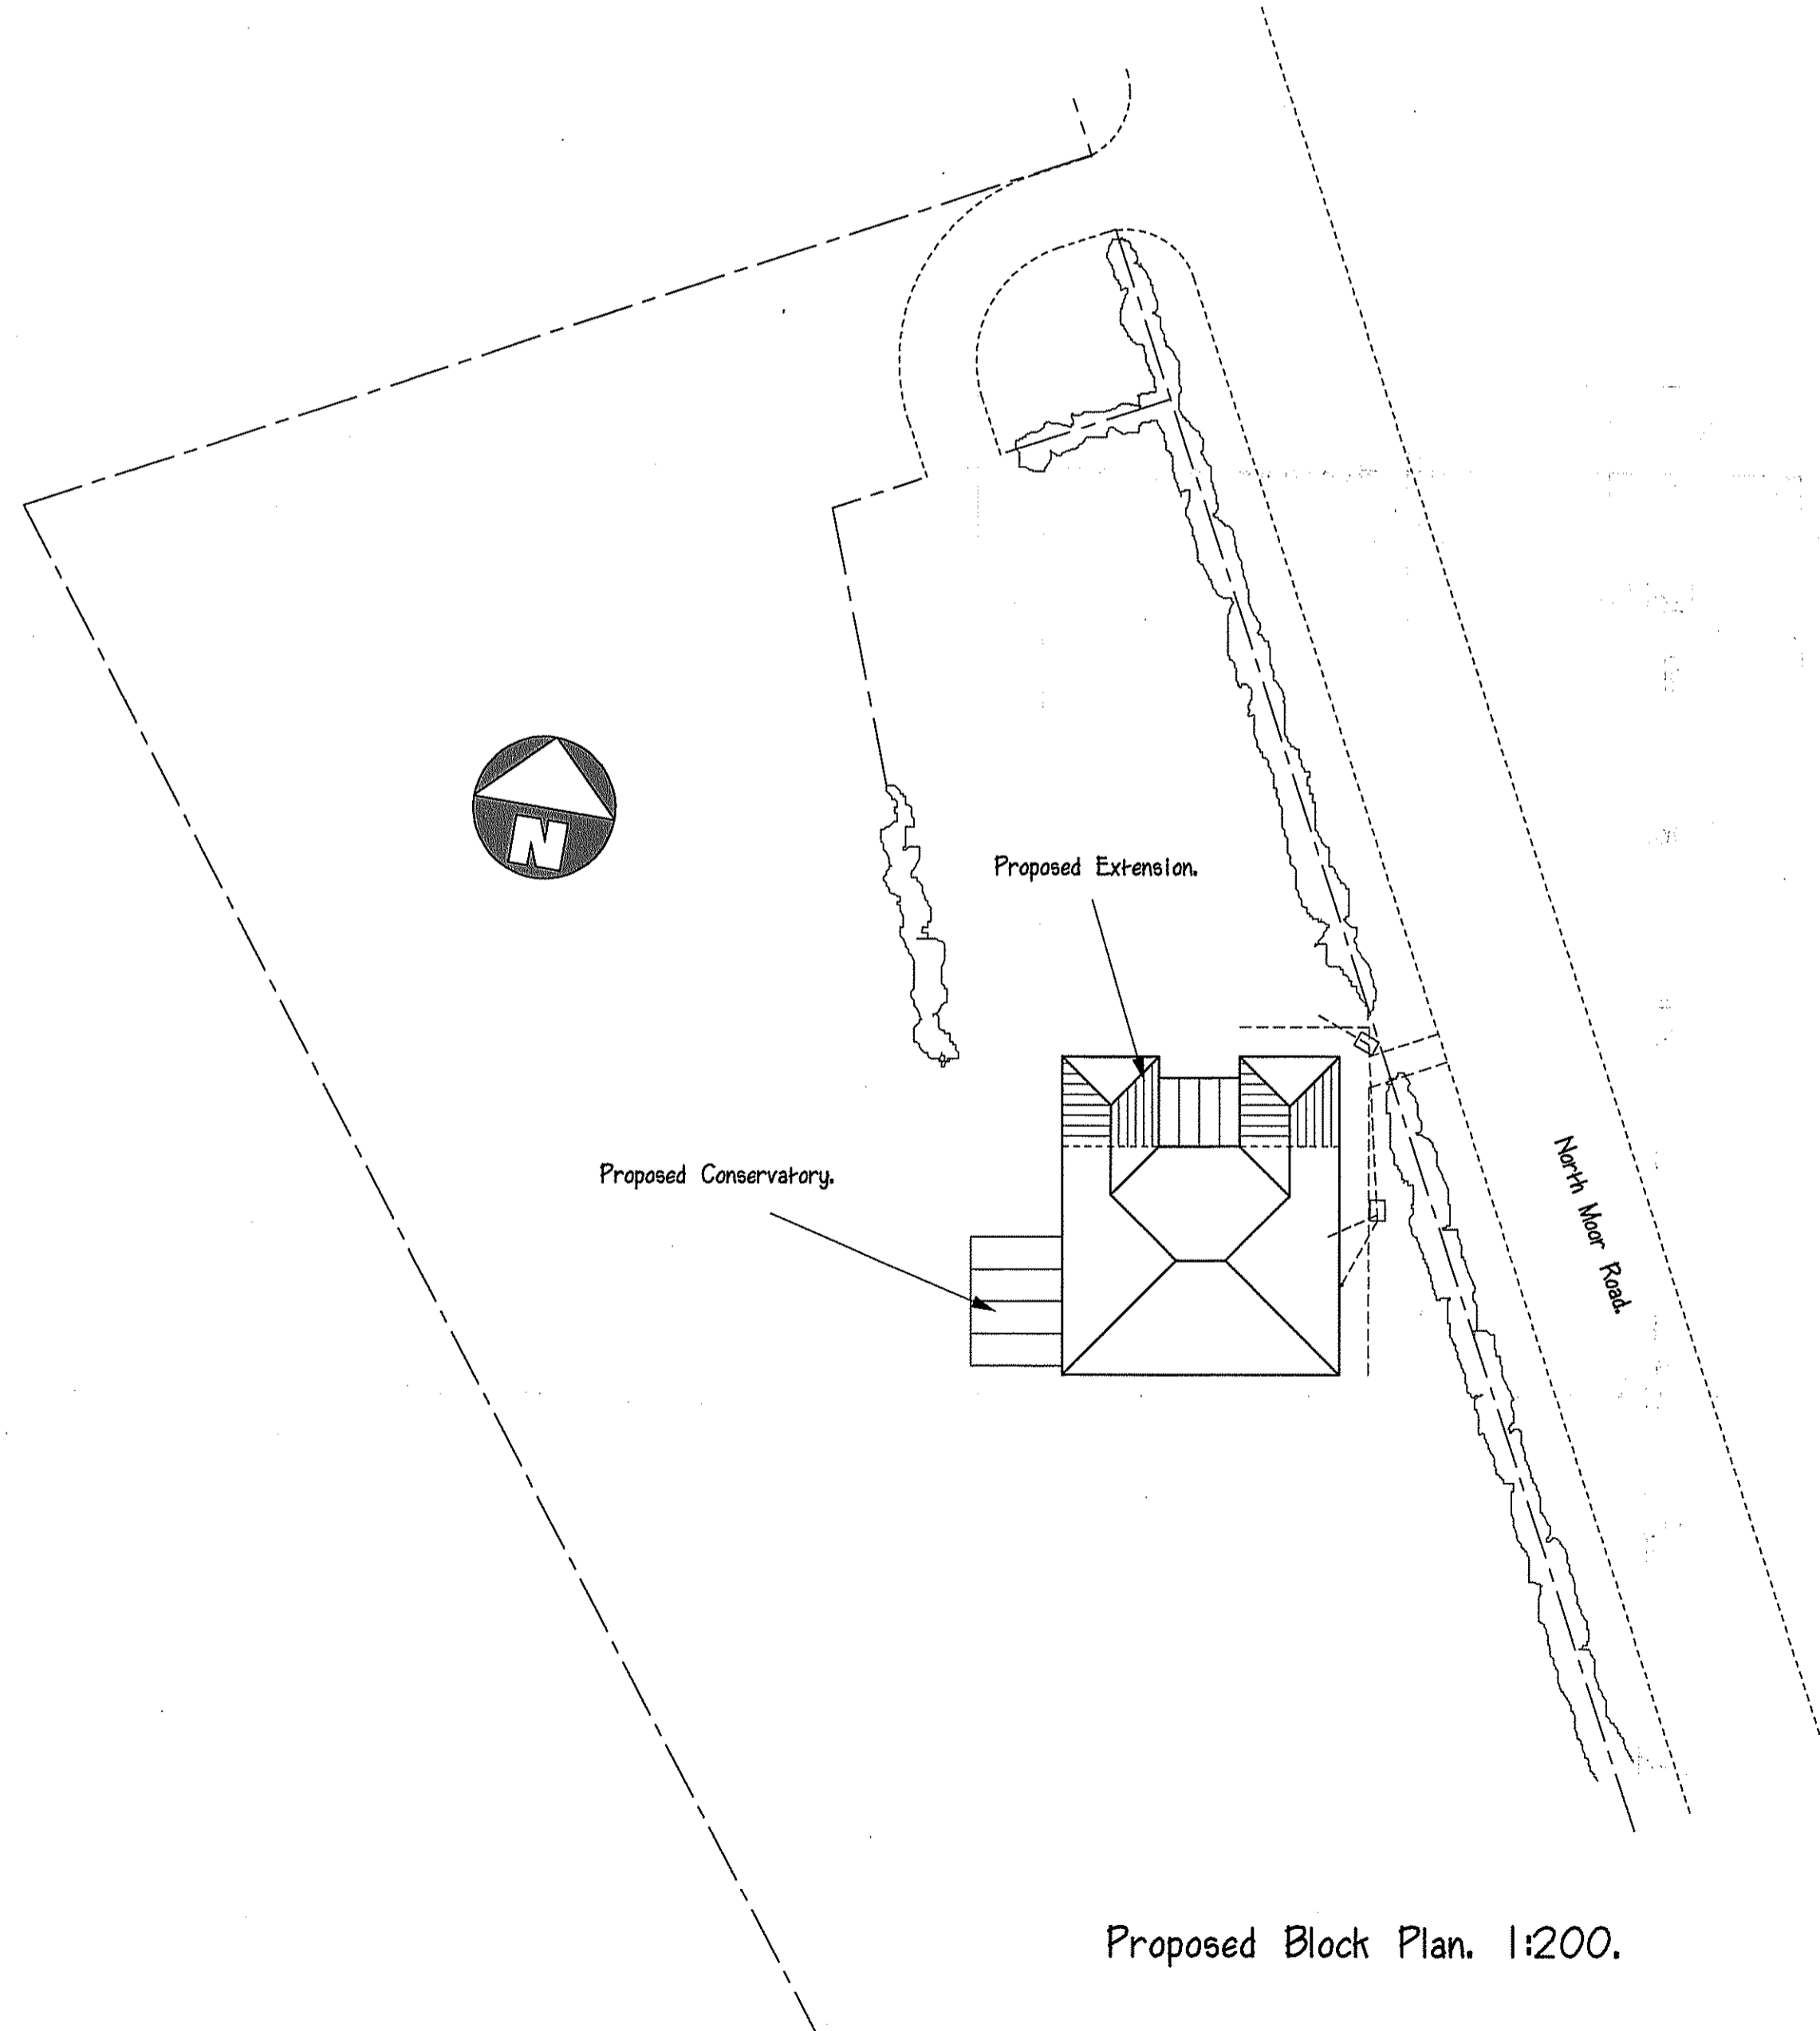 N
Proposed Extension.
Proposed Conservatory.
North Moor Road.
Proposed Block Plan. 1:200.